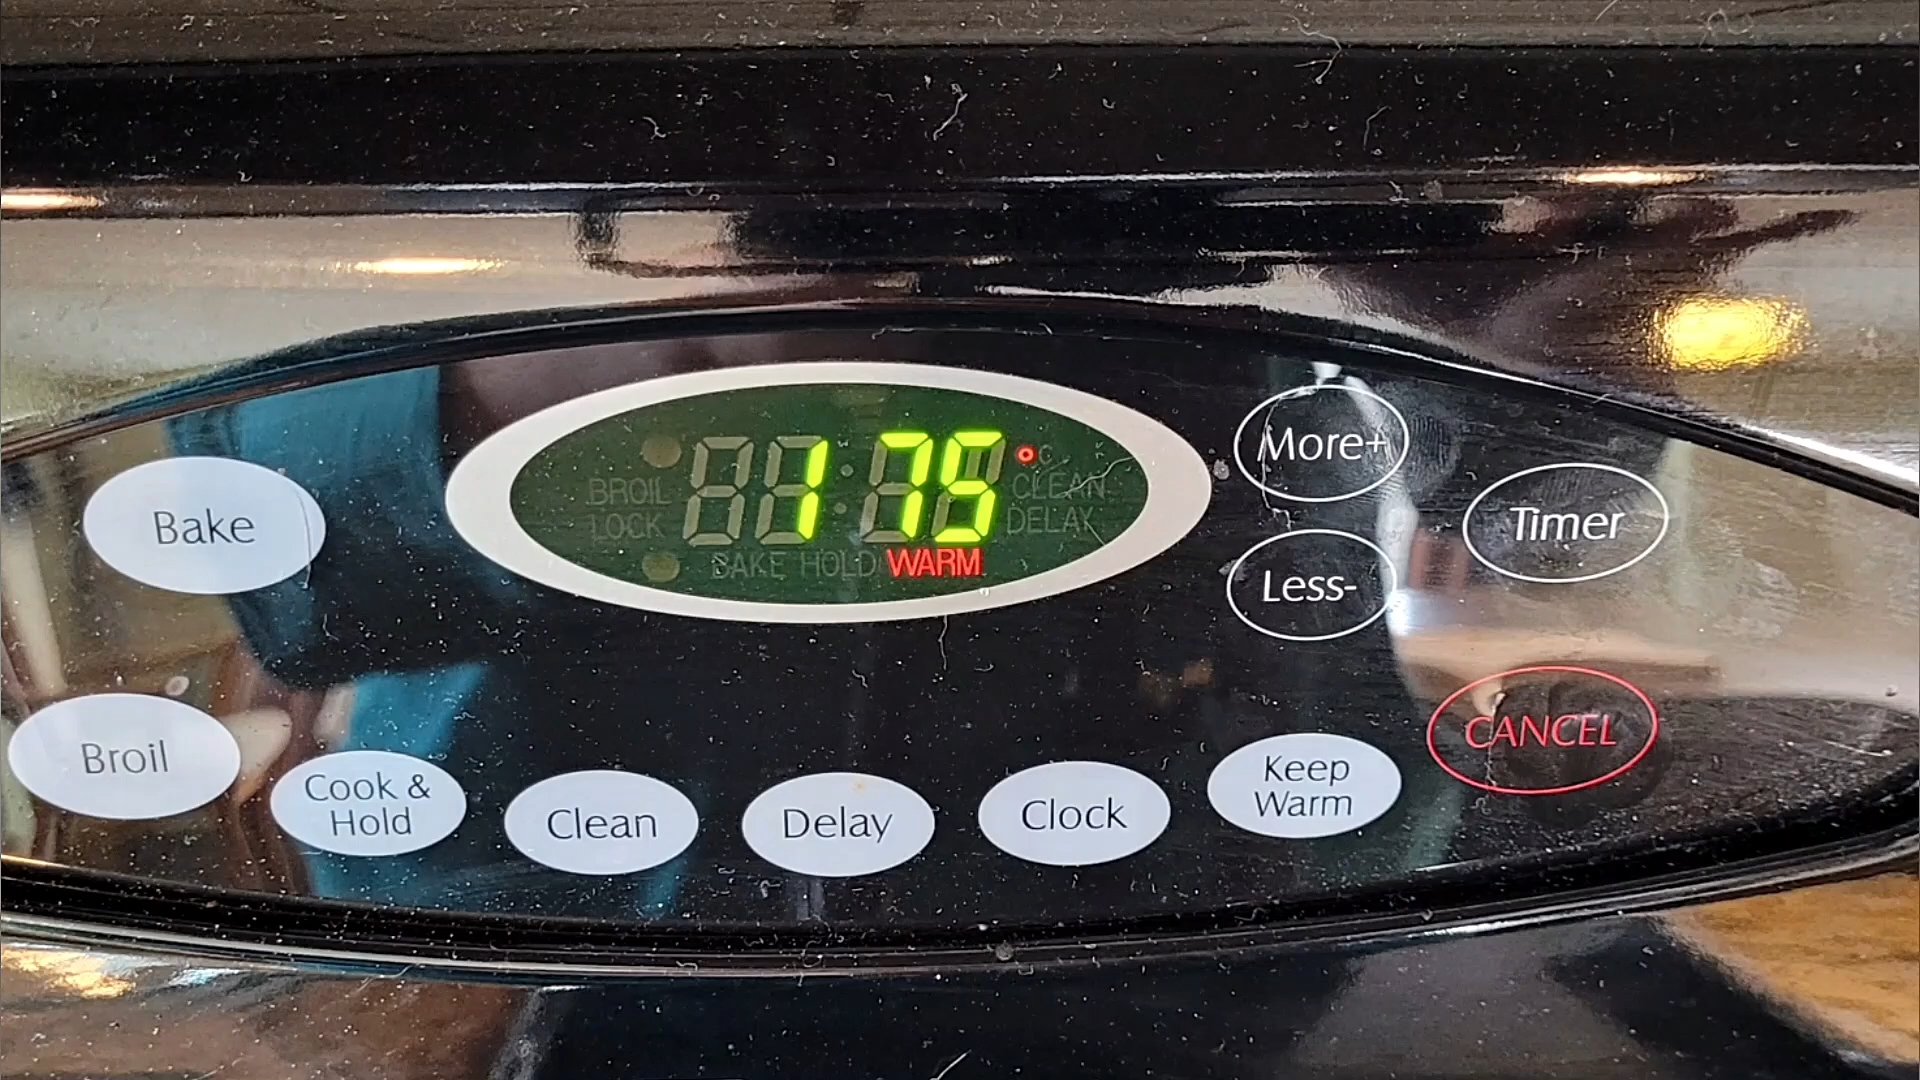 More+
175°
BROIL
CLEAN
Bake
LOCK
DELAY
Timer
BAKE HOLD WARM
Less-
CANCEL
Broil
Cook &
Hold
Clean
Delay
Clock
Keep
Warm